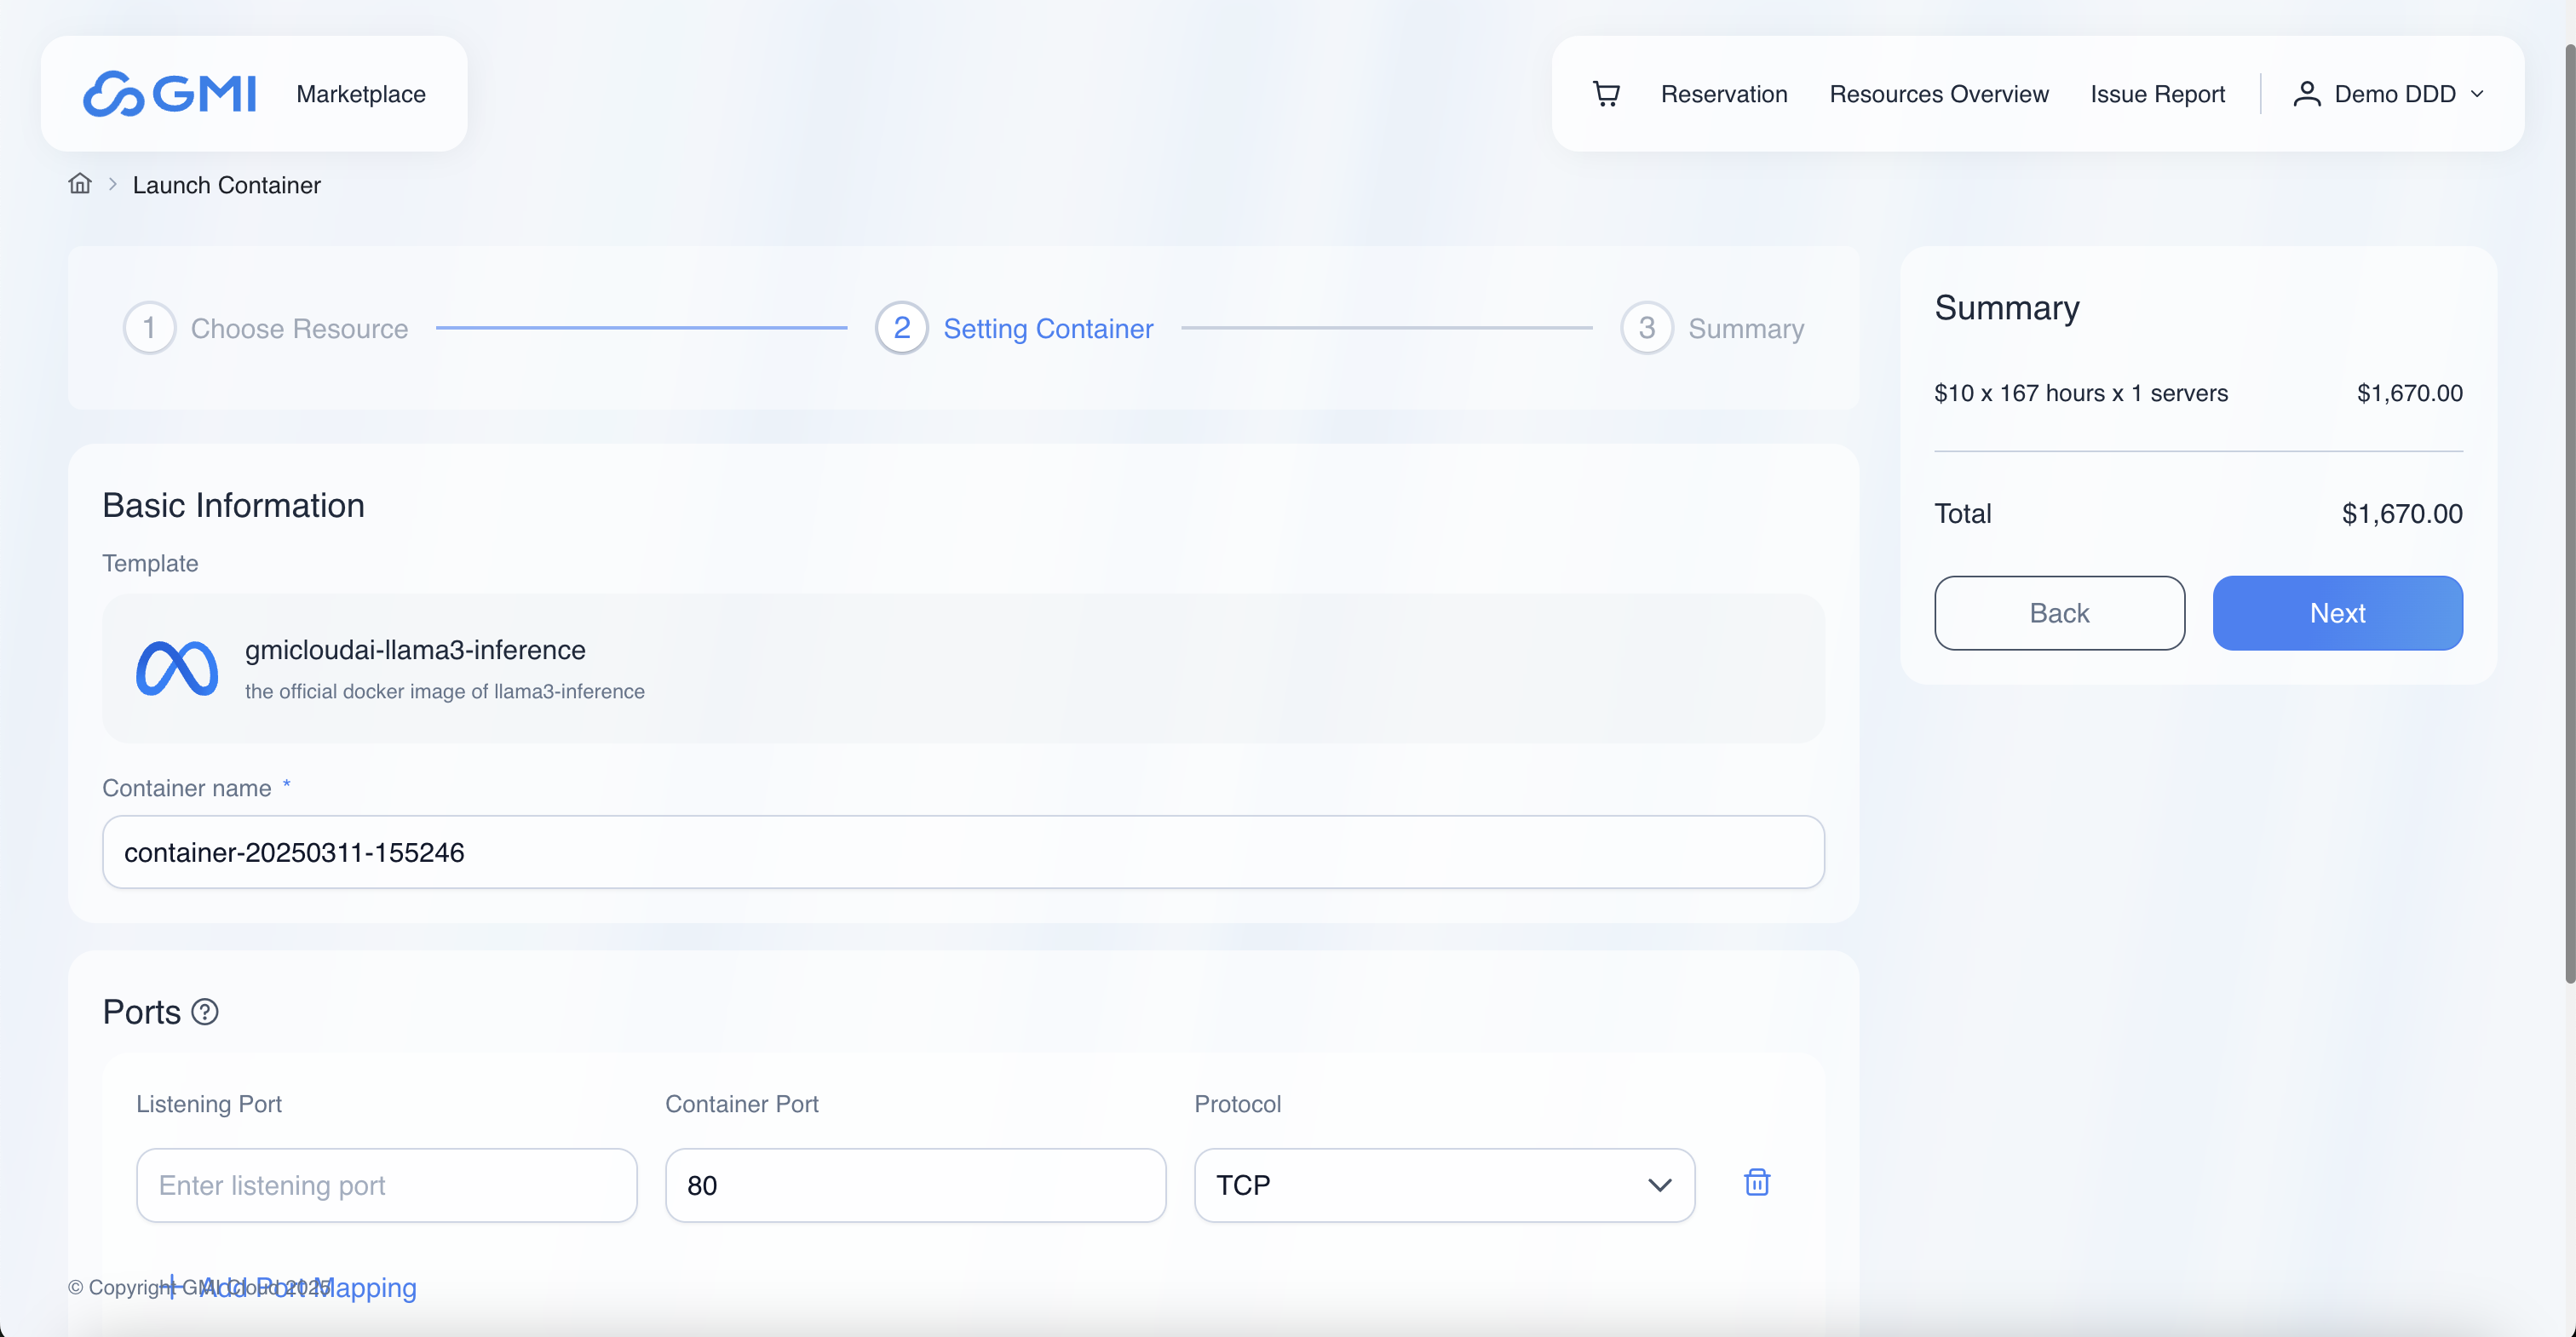 GMI
Marketplace
Reservation
Resources Overview
Issue Report
Demo DDD
Launch Container
1 Choose Resource
2 Setting Container
3 Summary
Basic Information
Template
gmicloudai-llama3-inference
the official docker image of llama3-inference
Container name *
container-20250311-155246
Ports ?
Listening Port
Container Port
Protocol
Enter listening port
80
TCP
+ Add Port Mapping
© Copyright GMI Cloud 2025
Summary
$10 x 167 hours x 1 servers
$1,670.00
Total
$1,670.00
Back
Next